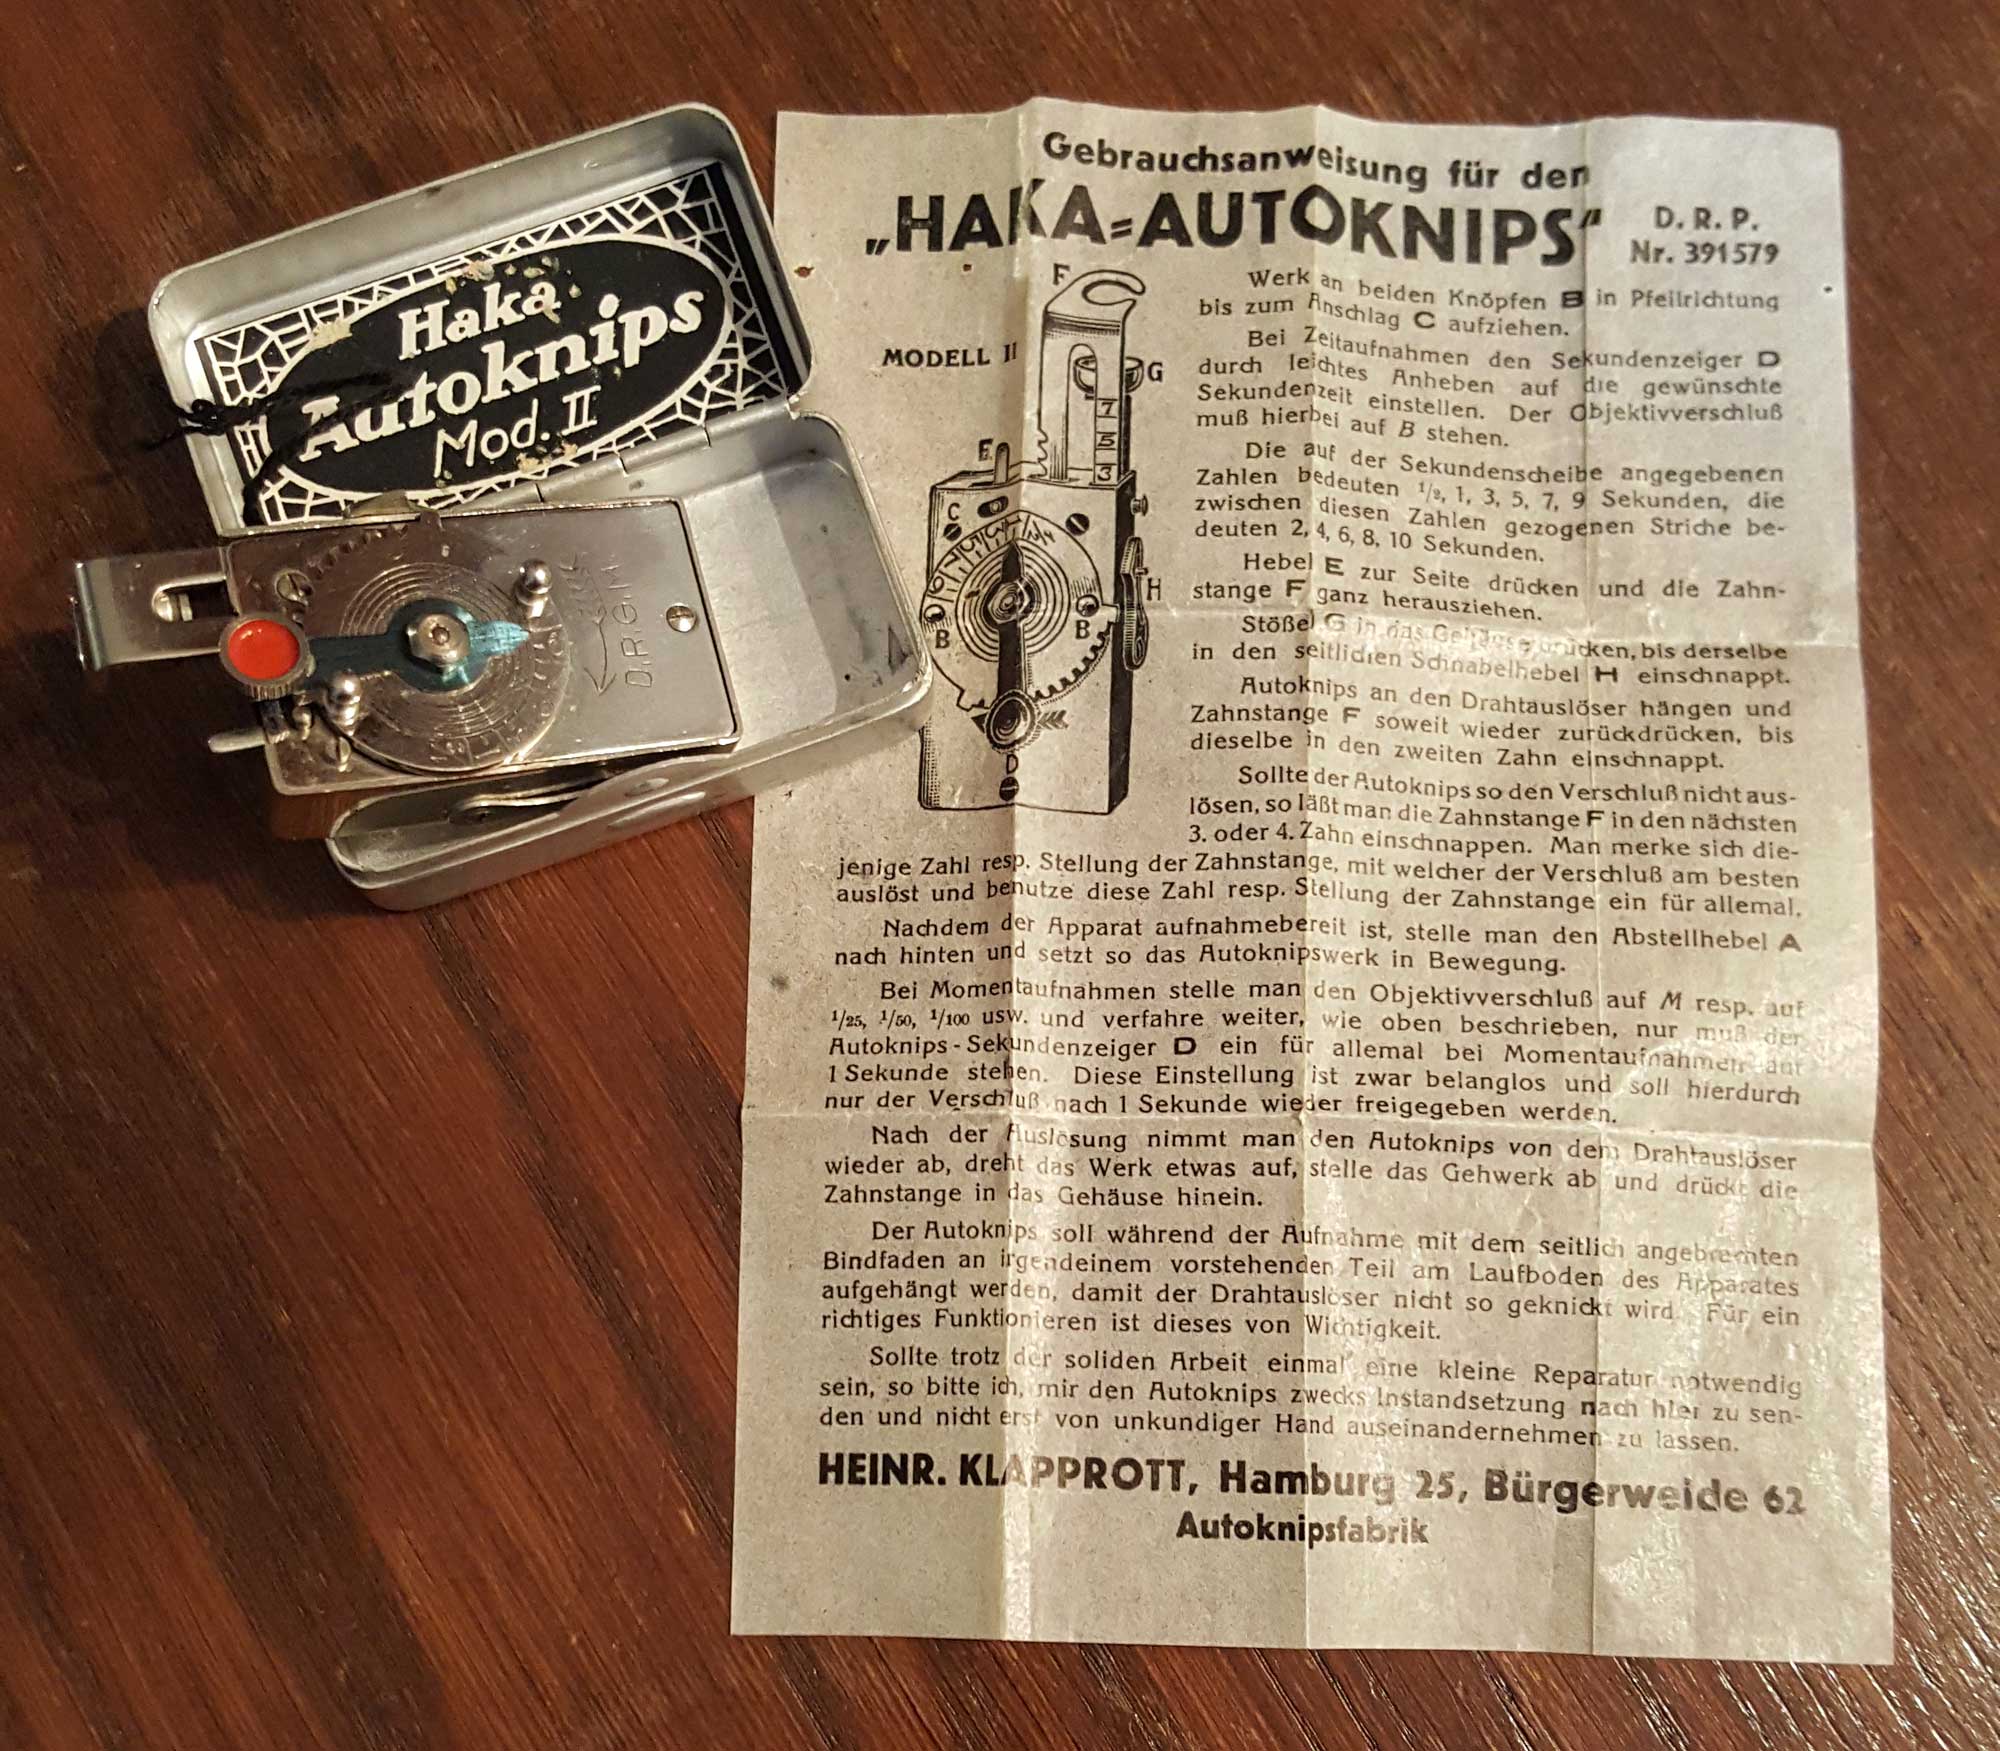 Haka
Autoknips
Mod. II
D.R.G.M
Gebrauchsanweisung für den
„HAKA=AUTOKNIPS“
D. R. P.
Nr. 391579
MODELL II
F
G
7
5
3
E
C
H
B
B
D
Werk an beiden Knöpfen B in Pfeilrichtung
bis zum Anschlag C aufziehen.
Bei Zeitaufnahmen den Sekundenzeiger D
durch leichtes Anheben auf die gewünschte
Sekundenzeit einstellen. Der Objektivverschluß
muß hierbei auf B stehen.
Die auf der Sekundenscheibe angegebenen
Zahlen bedeuten 1/2, 1, 3, 5, 7, 9 Sekunden, die
zwischen diesen Zahlen gezogenen Striche be-
deuten 2, 4, 6, 8, 10 Sekunden.
Hebel E zur Seite drücken und die Zahn-
stange F ganz herausziehen.
Stößel G in das Gehäuse drücken, bis derselbe
in den seitlichen Schnabelhebel H einschnappt.
Autoknips an den Drahtauslöser hängen und
Zahnstange F soweit wieder zurückdrücken, bis
dieselbe in den zweiten Zahn einschnappt.
Sollte der Autoknips so den Verschluß nicht aus-
lösen, so läßt man die Zahnstange F in den nächsten
3. oder 4. Zahn einschnappen. Man merke sich die-
jenige Zahl resp. Stellung der Zahnstange, mit welcher der Verschluß am besten
auslöst und benutze diese Zahl resp. Stellung der Zahnstange ein für allemal.
Nachdem der Apparat aufnahmebereit ist, stelle man den Abstellhebel A
nach hinten und setzt so das Autoknipswerk in Bewegung.
Bei Momentaufnahmen stelle man den Objektivverschluß auf M resp. auf
1/25, 1/50, 1/100 usw. und verfahre weiter, wie oben beschrieben, nur muß der
Autoknips-Sekundenzeiger D ein für allemal bei Momentaufnahmen auf
1 Sekunde stehen. Diese Einstellung ist zwar belanglos und soll hierdurch
nur der Verschluß nach 1 Sekunde wieder freigegeben werden.
Nach der Auslösung nimmt man den Autoknips von dem Drahtauslöser
wieder ab, dreht das Werk etwas auf, stelle das Gehwerk ab und drückt die
Zahnstange in das Gehäuse hinein.
Der Autoknips soll während der Aufnahme mit dem seitlich angebrechten
Bindfaden an irgendeinem vorstehenden Teil am Laufboden des Apparates
aufgehängt werden, damit der Drahtauslöser nicht so geknickt wird. Für ein
richtiges Funktionieren ist dieses von Wichtigkeit.
Sollte trotz der soliden Arbeit einmal eine kleine Reparatur notwendig
sein, so bitte ich, mir den Autoknips zwecks Instandsetzung nach hier zu sen-
den und nicht erst von unkundiger Hand auseinandernehmen zu lassen.
HEINR. KLAPPROTT, Hamburg 25, Bürgerweide 62
Autoknipsfabrik